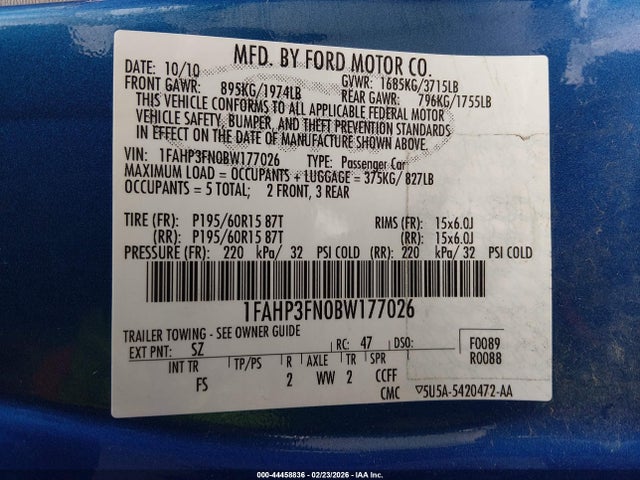 MFD. BY FORD MOTOR CO.
DATE: 10/10 GVWR: 1685KG/3715LB
FRONT GAWR: 895KG/1974LB REAR GAWR: 796KG/1755LB
THIS VEHICLE CONFORMS TO ALL APPLICABLE FEDERAL MOTOR
VEHICLE SAFETY, BUMPER, AND THEFT PREVENTION STANDARDS
IN EFFECT ON THE DATE OF MANUFACTURE SHOWN ABOVE.
VIN: 1FAHP3FN0BW177026 TYPE: Passenger Car
MAXIMUM LOAD = OCCUPANTS + LUGGAGE = 375KG/ 827LB
OCCUPANTS = 5 TOTAL; 2 FRONT, 3 REAR
TIRE (FR): P195/60R15 87T RIMS (FR): 15x6.0J
(RR): P195/60R15 87T (RR): 15x6.0J
PRESSURE (FR): 220 kPa/ 32 PSI COLD (RR): 220 kPa/ 32 PSI COLD
1FAHP3FN0BW177026
TRAILER TOWING - SEE OWNER GUIDE
EXT PNT: SZ RC: 47 DSO: F0089
R0088
INT TR TP/PS R AXLE TR SPR
FS 2 WW 2 CCFF
CMC ▽5U5A-5420472-AA
000-44458836 - 02/23/2026 - IAA Inc.